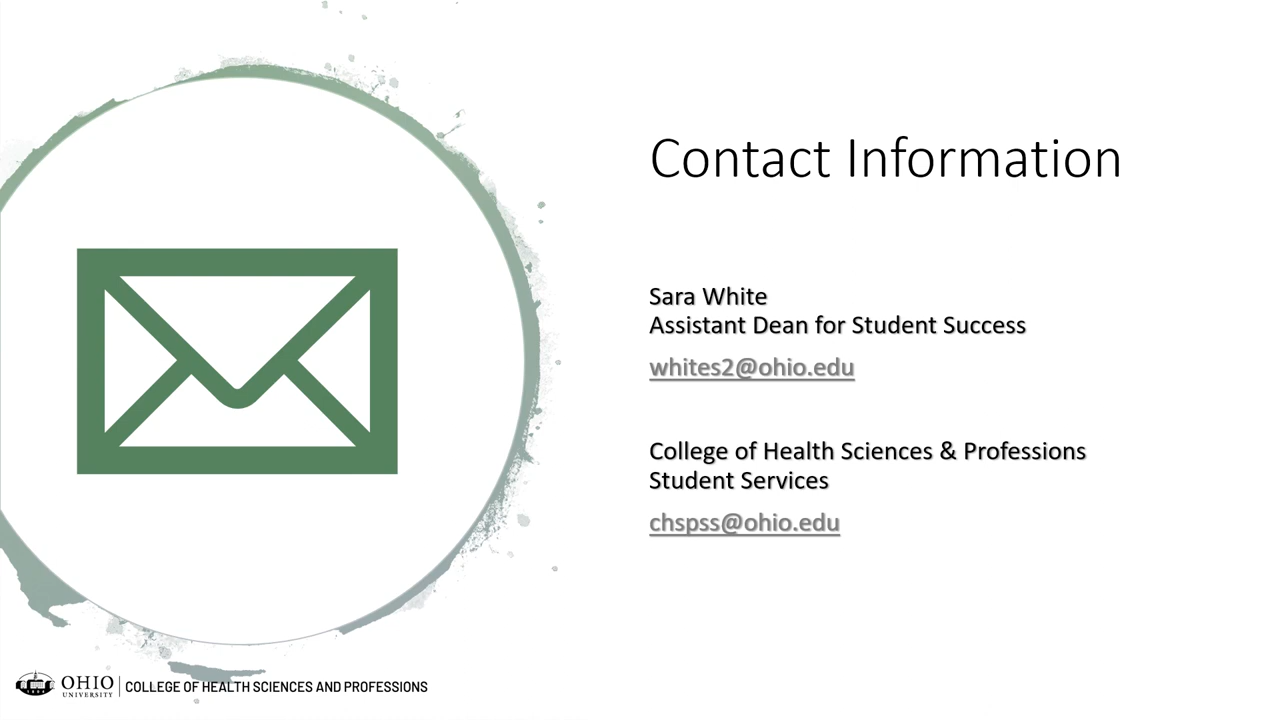 Contact Information
Sara White
Assistant Dean for Student Success
whites2@ohio.edu
College of Health Sciences & Professions
Student Services
chspss@ohio.edu
OHIO
UNIVERSITY
COLLEGE OF HEALTH SCIENCES AND PROFESSIONS